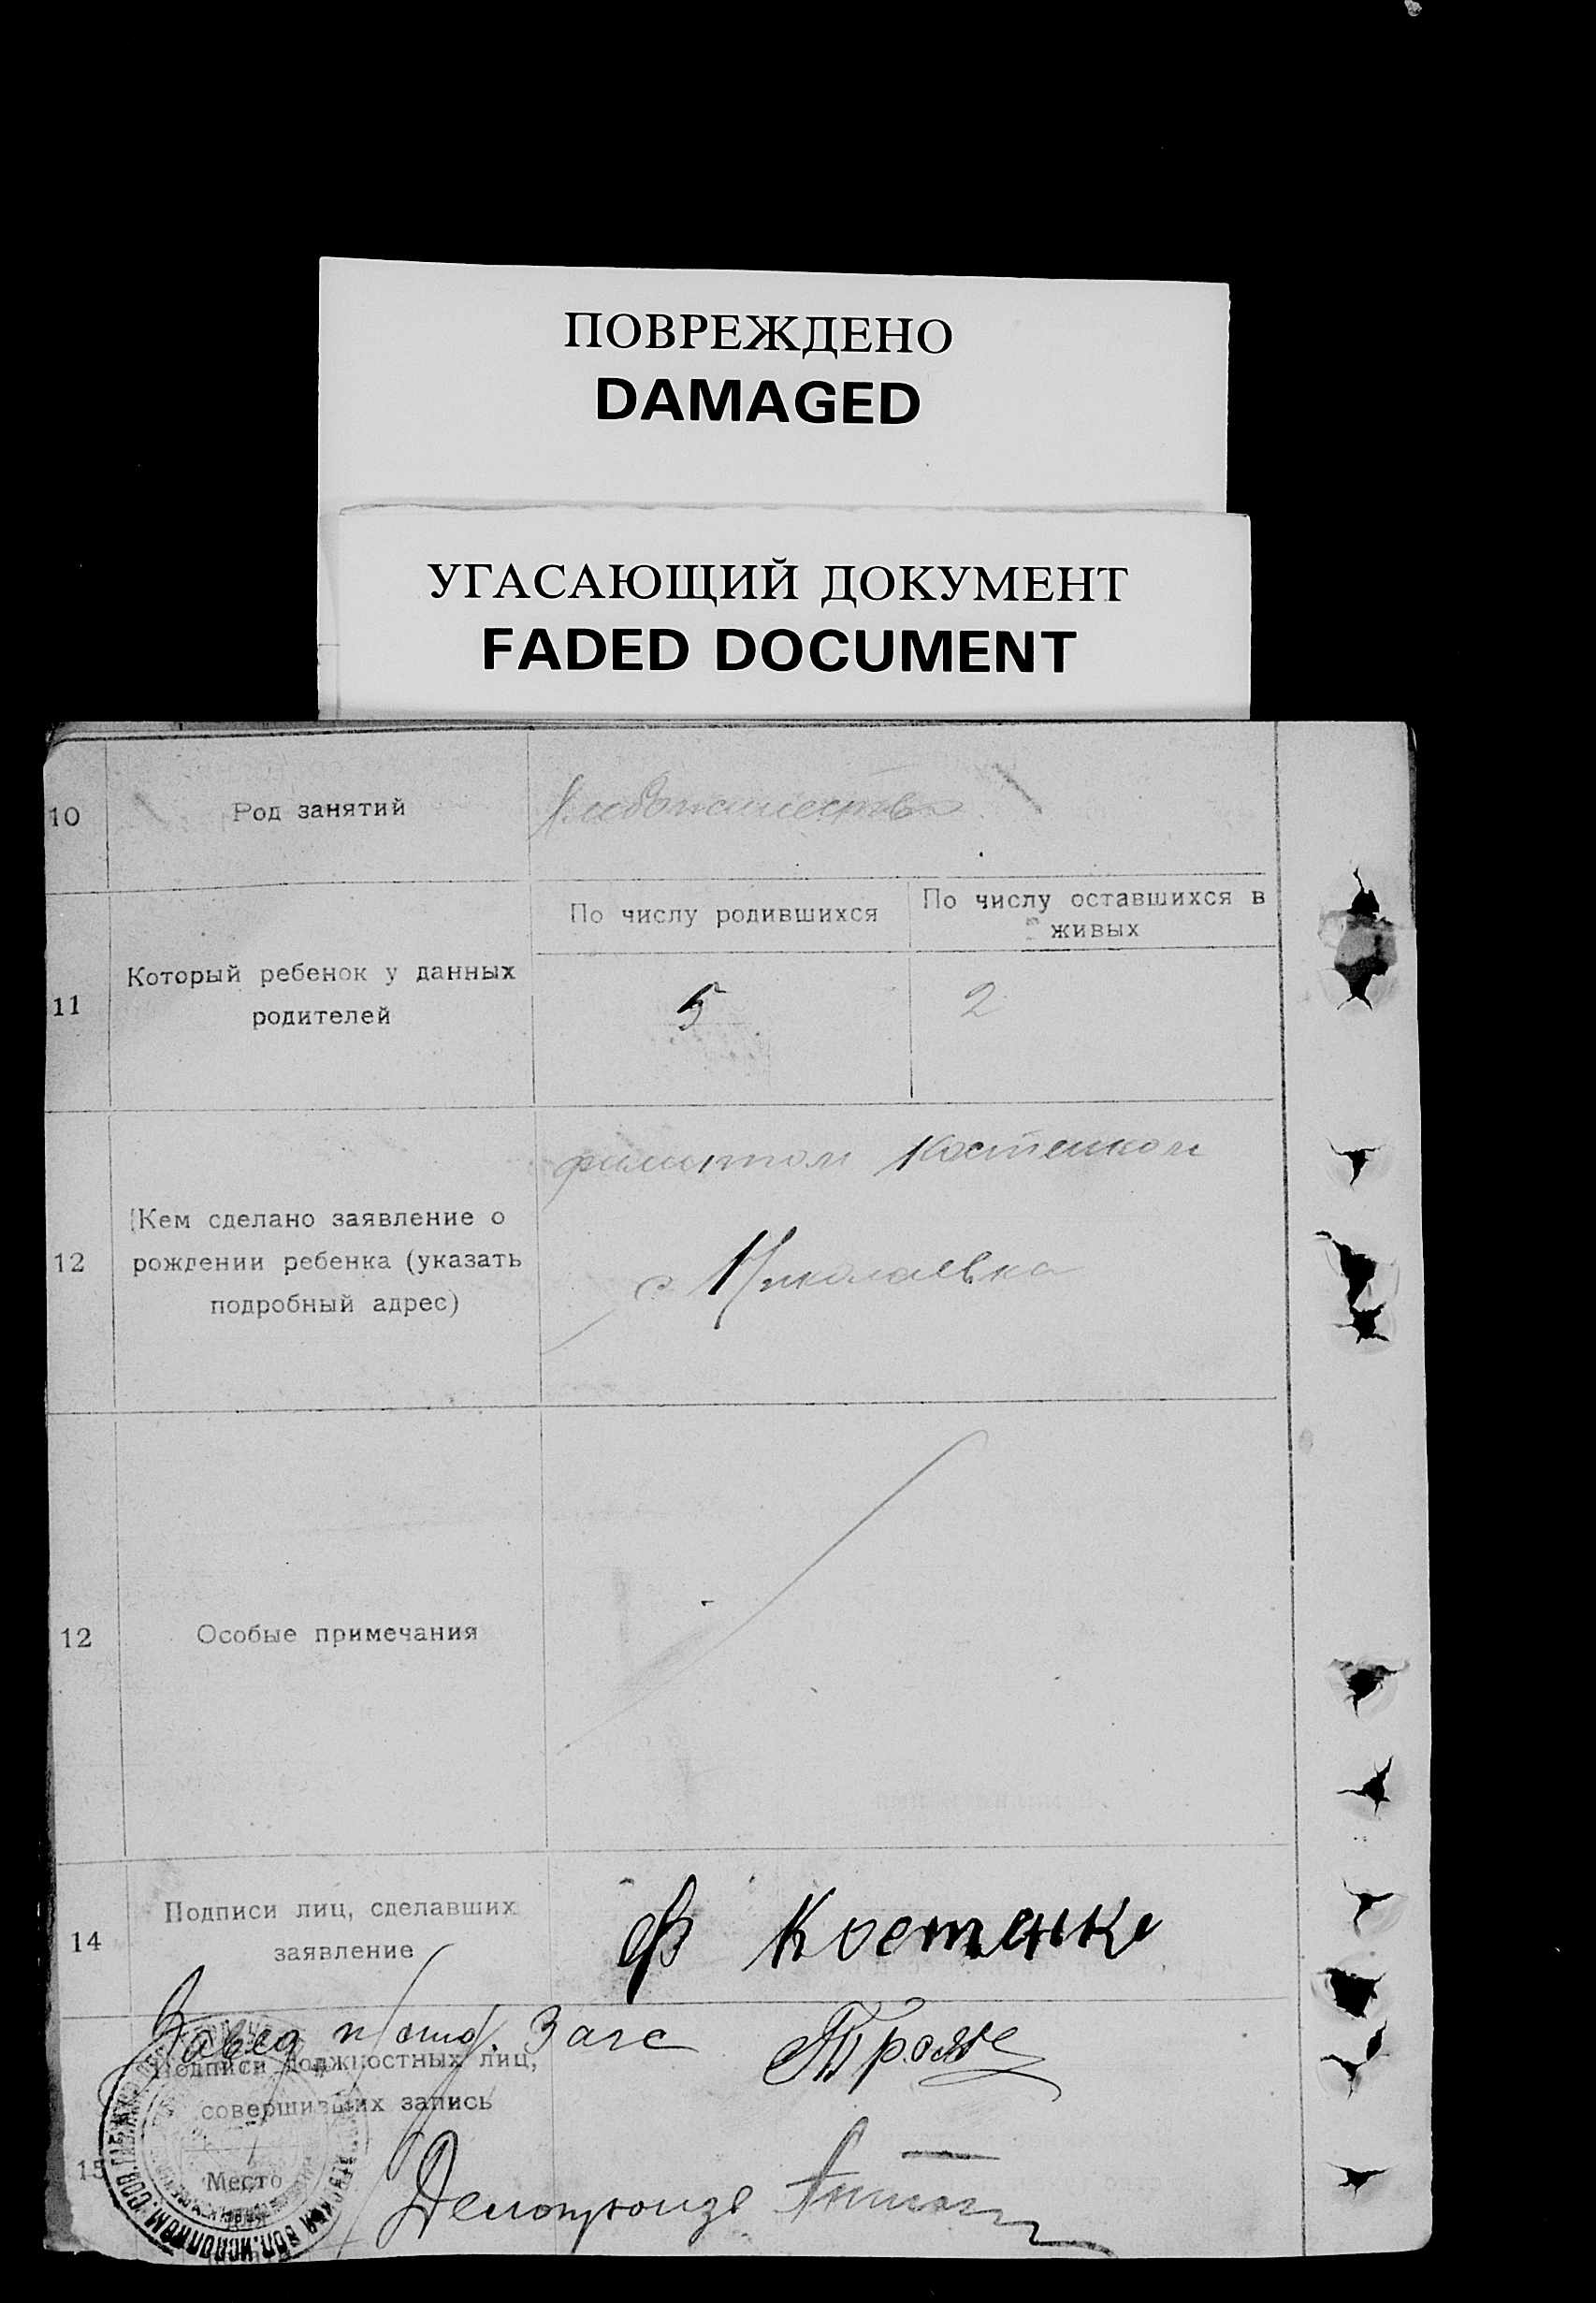 ПОВРЕЖДЕНО
DAMAGED
УГАСАЮЩИЙ ДОКУМЕНТ
FADED DOCUMENT
10 Род занятий
По числу родившихся По числу оставшихся в
живых
11 Который ребенок у данных
родителей
5 2
Костенком
12 (Кем сделано заявление о
рождении ребенка (указать
подробный адрес)
с. Николаевка
12 Особые примечания
14 Подписи лиц, сделавших
заявление
Ф Костенко
Завед Загс
Подписи должностных лиц,
совершивших запись
15 Место